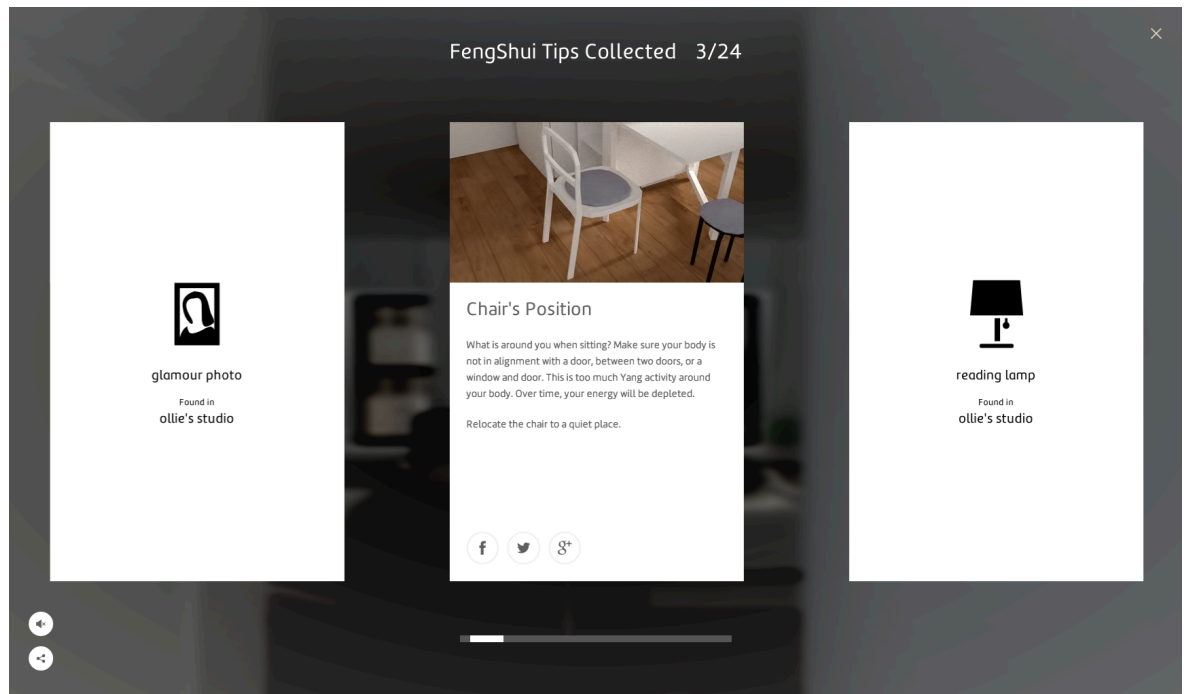 FengShui Tips Collected 3/24
glamour photo
Found in
ollie's studio
Chair's Position
What is around you when sitting? Make sure your body is
not in alignment with a door, between two doors, or a
window and door. This is too much Yang activity around
your body. Over time, your energy will be depleted.
Relocate the chair to a quiet place.
f
g+
reading lamp
Found in
ollie's studio